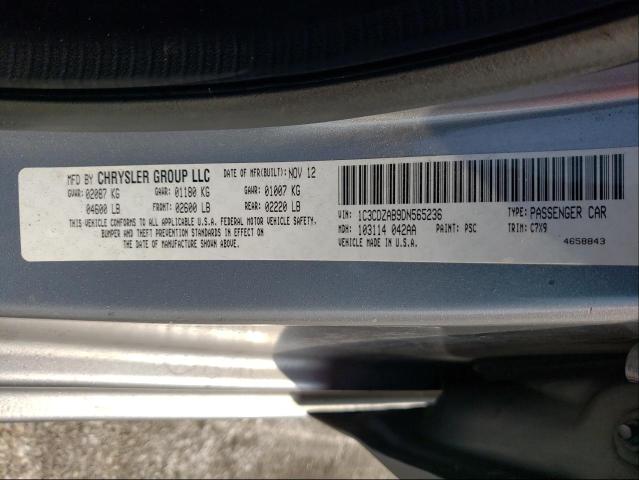 MFD BY CHRYSLER GROUP LLC DATE OF MFR(BUILT): NOV 12
GVWR: 02087 KG GAWR: 01180 KG GAWR: 01007 KG
04600 LB FRONT: 02600 LB REAR: 02220 LB
THIS VEHICLE CONFORMS TO ALL APPLICABLE U.S.A. FEDERAL MOTOR VEHICLE SAFETY,
BUMPER AND THEFT PREVENTION STANDARDS IN EFFECT ON
THE DATE OF MANUFACTURE SHOWN ABOVE.
VIN: 1C3CDZAB9DN565236 TYPE: PASSENGER CAR
MDH: 103114 042AA PAINT: PSC TRIM: C7X9
VEHICLE MADE IN U.S.A. 4658843